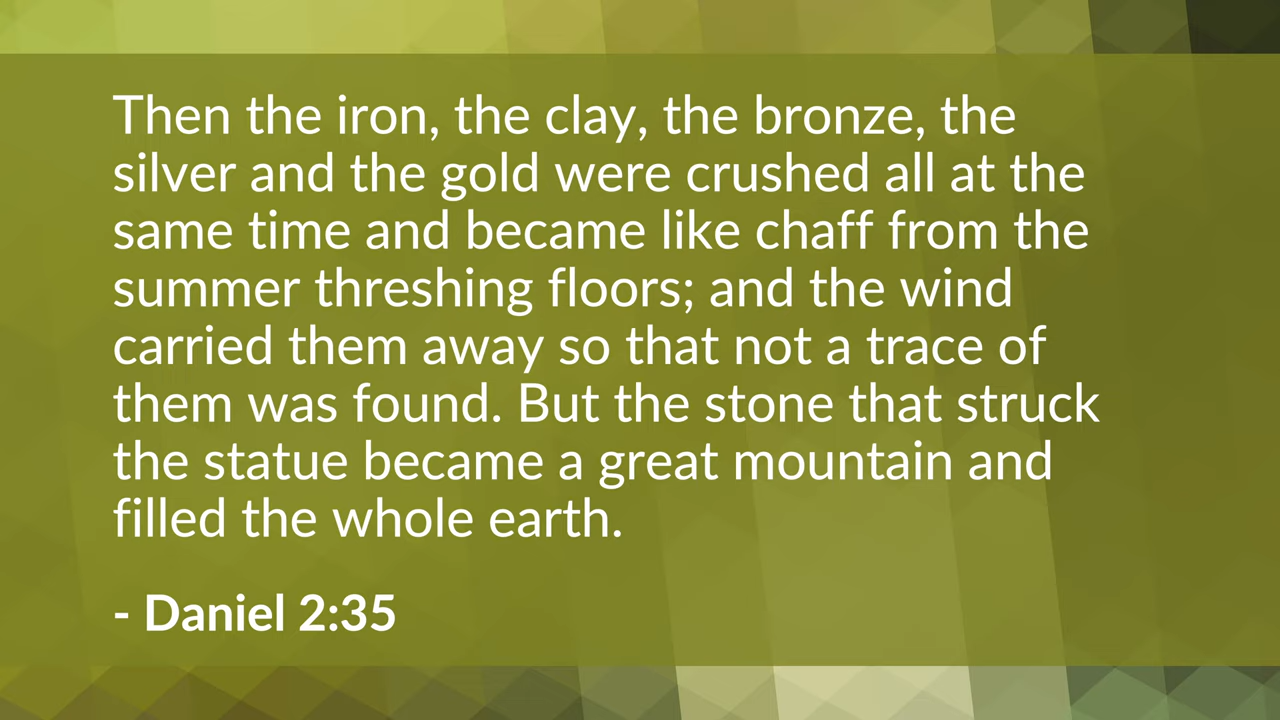 Then the iron, the clay, the bronze, the
silver and the gold were crushed all at the
same time and became like chaff from the
summer threshing floors; and the wind
carried them away so that not a trace of
them was found. But the stone that struck
the statue became a great mountain and
filled the whole earth.
- Daniel 2:35